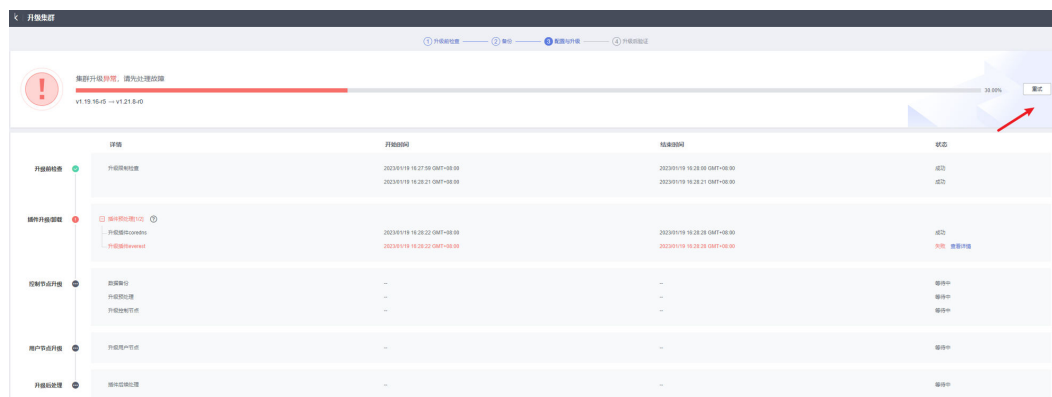 < 升级集群
1 升级前检查 2 备份 3 配置与升级 4 升级后验证
集群升级异常，请先处理故障
30.00% 重试
v1.19.16-r5 → v1.21.6-r0
详情 开始时间 结束时间 状态
升级前检查 升级限制检查 2023/01/19 16:27:59 GMT+08:00 2023/01/19 16:28:00 GMT+08:00 成功
2023/01/19 16:28:21 GMT+08:00 2023/01/19 16:28:21 GMT+08:00 成功
插件升级/卸载 插件预处理(1/2)
升级插件coredns 2023/01/19 16:28:22 GMT+08:00 2023/01/19 16:28:28 GMT+08:00 成功
升级插件everest 2023/01/19 16:28:22 GMT+08:00 2023/01/19 16:28:28 GMT+08:00 失败 查看详情
控制节点升级 数据备份 -- -- 等待中
升级预处理 -- -- 等待中
升级控制节点 -- -- 等待中
用户节点升级 升级用户节点 -- -- 等待中
升级后处理 插件后续处理 -- -- 等待中